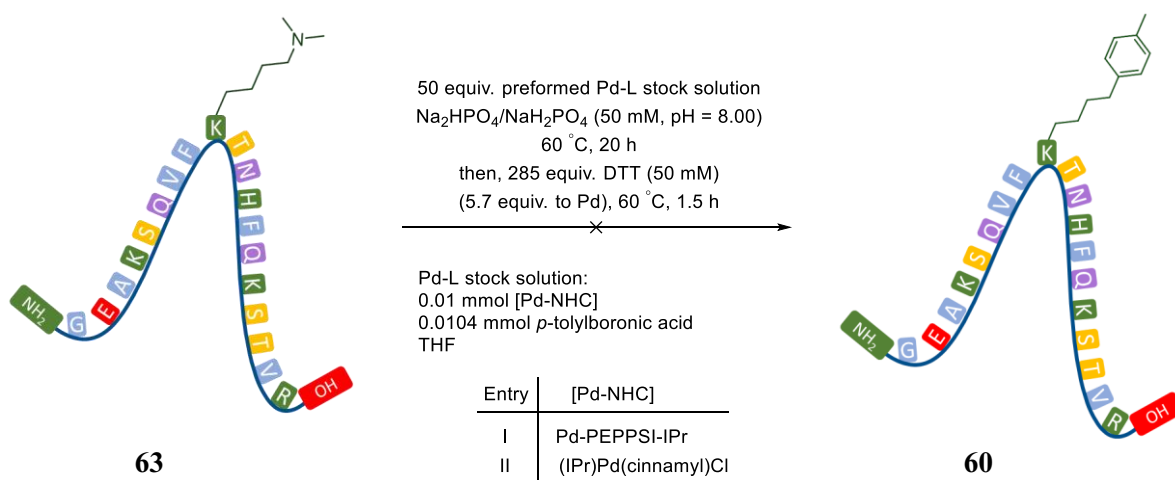 N
50 equiv. preformed Pd-L stock solution
Na2HPO4/NaH2PO4 (50 mM, pH = 8.00)
60 °C, 20 h
then, 285 equiv. DTT (50 mM)
(5.7 equiv. to Pd), 60 °C, 1.5 h
Pd-L stock solution:
0.01 mmol [Pd-NHC]
0.0104 mmol p-tolylboronic acid
THF
Entry [Pd-NHC]
I Pd-PEPPSI-IPr
II (IPr)Pd(cinnamyl)Cl
NH2 G E A K S Q V F K T N H F Q K S T V R OH
63
NH2 G E A K S Q V F K T N H F Q K S T V R OH
60